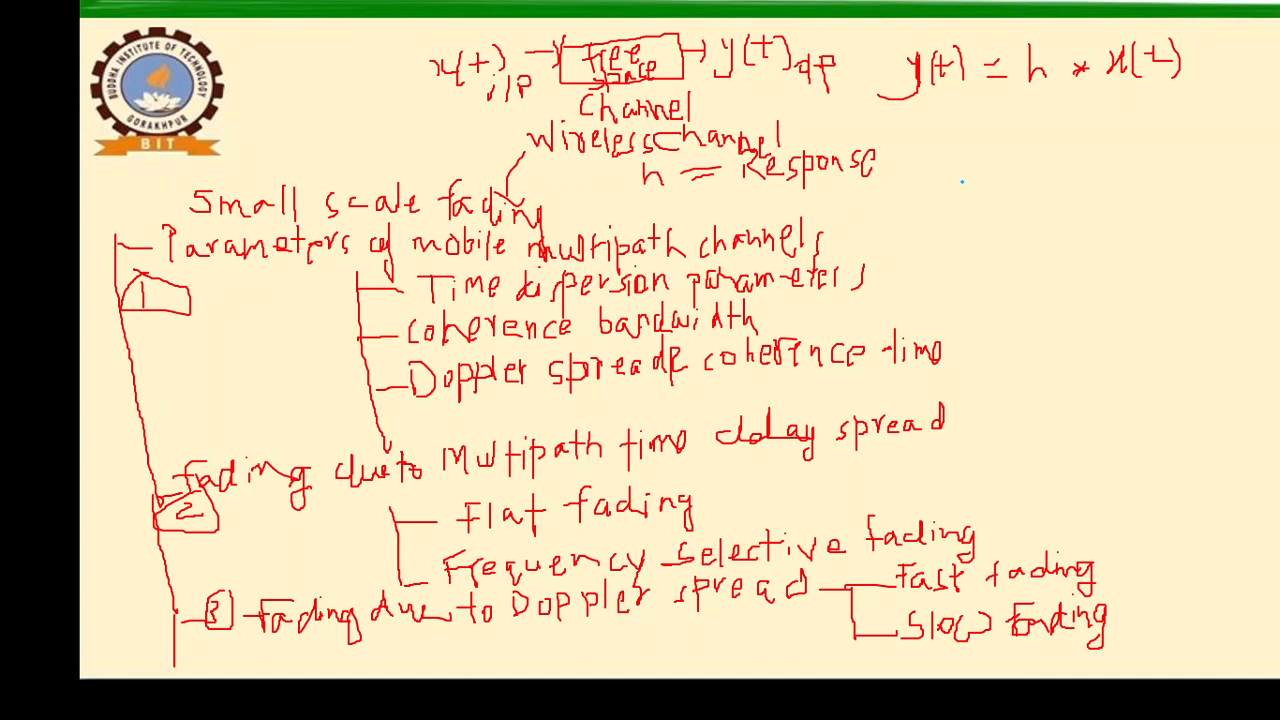 BUDDHA INSTITUTE OF TECHNOLOGY
GORAKHPUR
BIT
x(t) i/p → free space → y(t) o/p y(t) = h * x(t)
Channel
Wireless Channel
h = Response
Small scale fading
Parameters of mobile multipath channels
1
Time dispersion parameters
coherence bandwidth
Doppler spread & coherence time
Fading due to Multipath time delay spread
2
Flat fading
Frequency selective fading
3 Fading due to Doppler spread
Fast fading
Slow fading